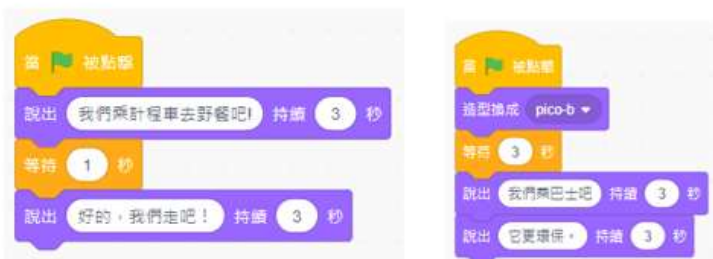 當 被點擊
說出 我們乘計程車去野餐吧! 持續 3 秒
等待 1 秒
說出 好的，我們走吧！ 持續 3 秒
當 被點擊
造型換成 pico-b
等待 3 秒
說出 我們乘巴士吧 持續 3 秒
說出 它更環保。 持續 3 秒